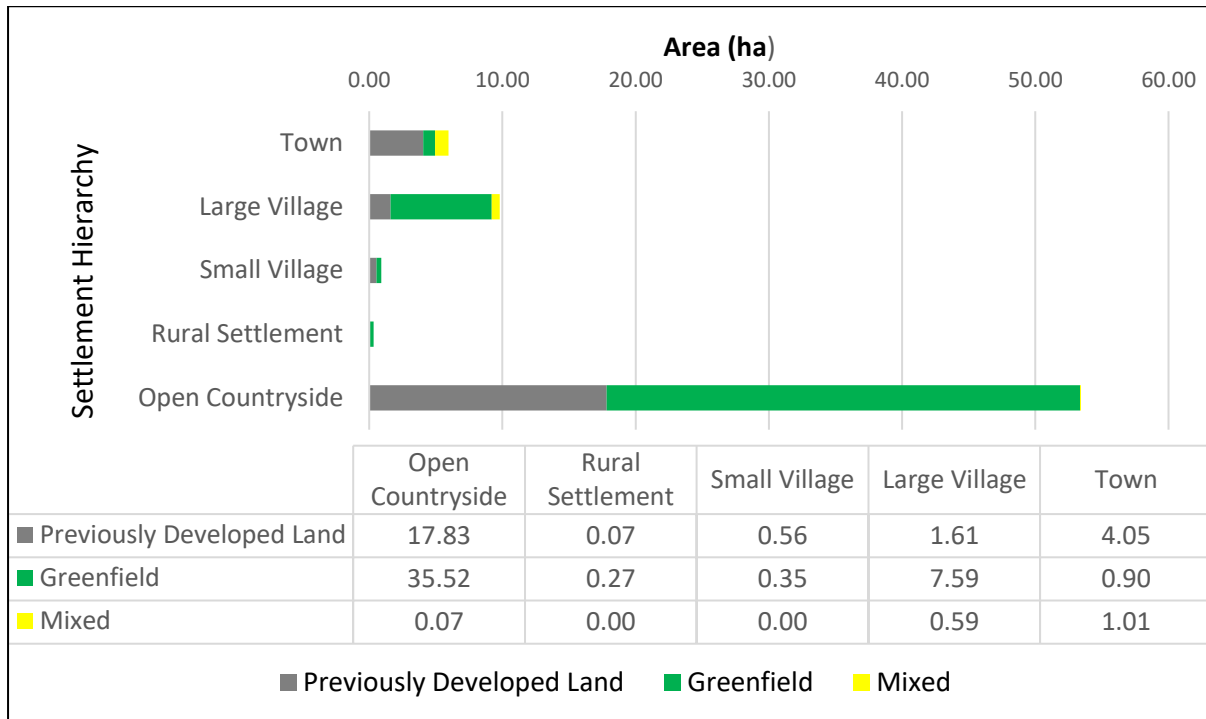 Area (ha)
0.00 10.00 20.00 30.00 40.00 50.00 60.00
Settlement Hierarchy
Town
Large Village
Small Village
Rural Settlement
Open Countryside
Open Countryside Rural Settlement Small Village Large Village Town
Previously Developed Land 17.83 0.07 0.56 1.61 4.05
Greenfield 35.52 0.27 0.35 7.59 0.90
Mixed 0.07 0.00 0.00 0.59 1.01
Previously Developed Land Greenfield Mixed